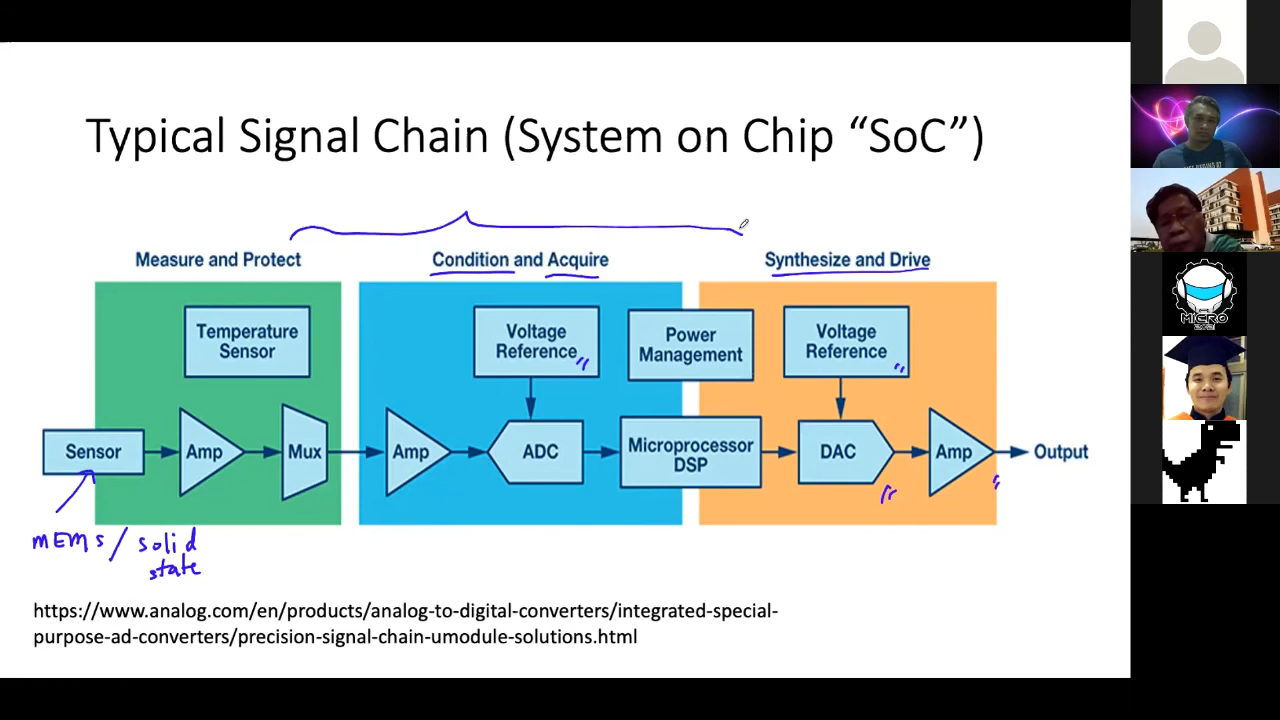 Typical Signal Chain (System on Chip “SoC”)
Measure and Protect
Condition and Acquire
Synthesize and Drive
Temperature
Sensor
Voltage
Reference
Power
Management
Voltage
Reference
Sensor
Amp
Mux
Amp
ADC
Microprocessor
DSP
DAC
Amp
Output
MEMS / solid
state
https://www.analog.com/en/products/analog-to-digital-converters/integrated-special-
purpose-ad-converters/precision-signal-chain-umodule-solutions.html
MICRO